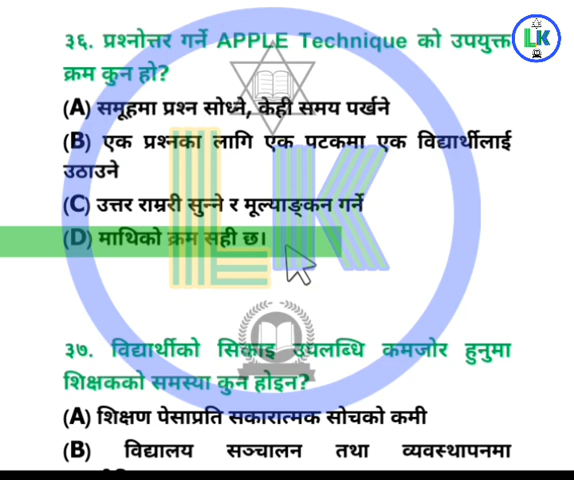 ३६. प्रश्नोत्तर गर्ने APPLE Technique को उपयुक्त
क्रम कुन हो?
(A) समूहमा प्रश्न सोध्ने, केही समय पर्खने
(B) एक प्रश्नका लागि एक पटकमा एक विद्यार्थीलाई
उठाउने
(C) उत्तर राम्ररी सुन्ने र मूल्याङ्कन गर्ने
(D) माथिको क्रम सही छ।
३७. विद्यार्थीको सिकाइ उपलब्धि कमजोर हुनुमा
शिक्षकको समस्या कुन होइन?
(A) शिक्षण पेसाप्रति सकारात्मक सोचको कमी
(B) विद्यालय सञ्चालन तथा व्यवस्थापनमा
LK
LK